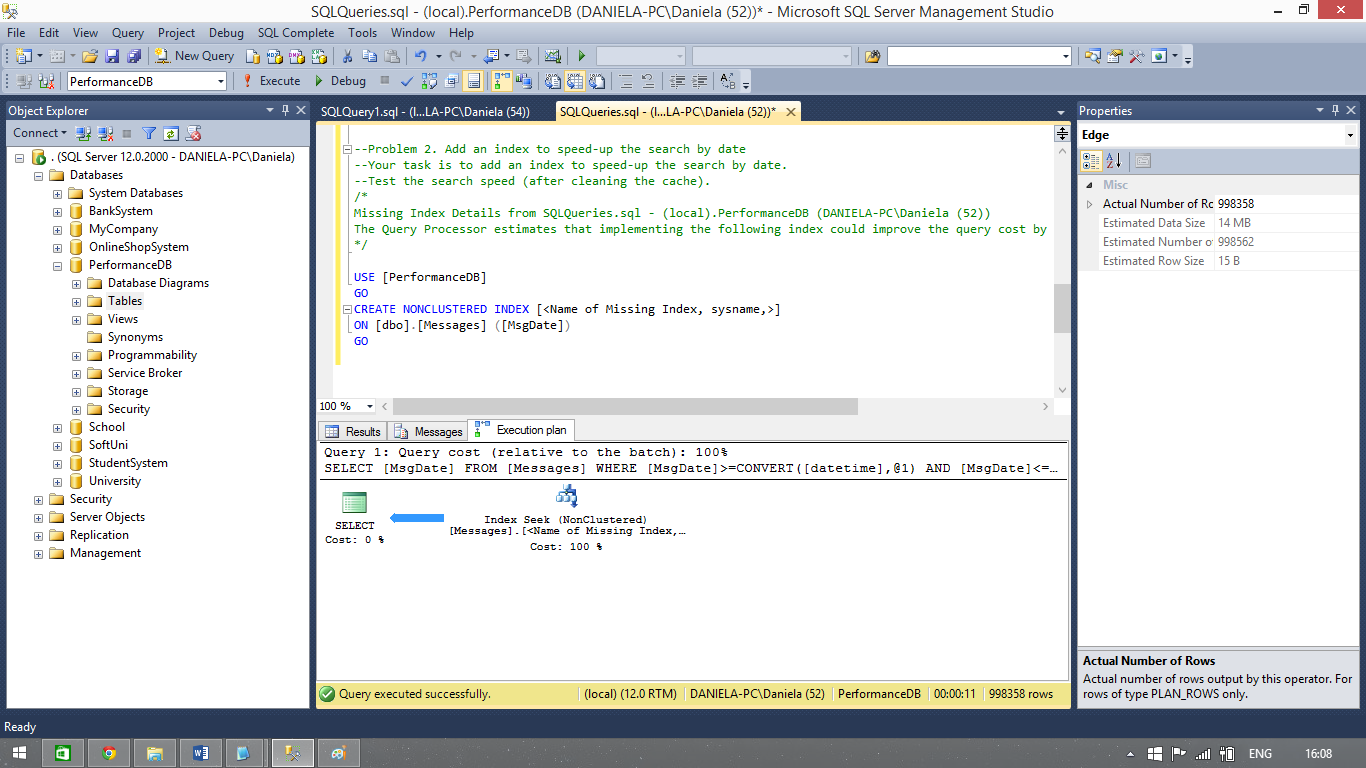 SQLQueries.sql - (local).PerformanceDB (DANIELA-PC\Daniela (52))* - Microsoft SQL Server Management Studio
File Edit View Query Project Debug SQL Complete Tools Window Help
New Query
PerformanceDB Execute Debug
Object Explorer
Connect
. (SQL Server 12.0.2000 - DANIELA-PC\Daniela)
Databases
System Databases
BankSystem
MyCompany
OnlineShopSystem
PerformanceDB
Database Diagrams
Tables
Views
Synonyms
Programmability
Service Broker
Storage
Security
School
SoftUni
StudentSystem
University
Security
Server Objects
Replication
Management
SQLQuery1.sql - (l...LA-PC\Daniela (54)) SQLQueries.sql - (l...LA-PC\Daniela (52))*
--Problem 2. Add an index to speed-up the search by date
--Your task is to add an index to speed-up the search by date.
--Test the search speed (after cleaning the cache).
/*
Missing Index Details from SQLQueries.sql - (local).PerformanceDB (DANIELA-PC\Daniela (52))
The Query Processor estimates that implementing the following index could improve the query cost by
*/
USE [PerformanceDB]
GO
CREATE NONCLUSTERED INDEX [<Name of Missing Index, sysname,>]
ON [dbo].[Messages] ([MsgDate])
GO
100 %
Results Messages Execution plan
Query 1: Query cost (relative to the batch): 100%
SELECT [MsgDate] FROM [Messages] WHERE [MsgDate]>=CONVERT([datetime],@1) AND [MsgDate]<=…
SELECT
Cost: 0 %
Index Seek (NonClustered)
[Messages].[<Name of Missing Index,…
Cost: 100 %
Query executed successfully. (local) (12.0 RTM) DANIELA-PC\Daniela (52) PerformanceDB 00:00:11 998358 rows
Properties
Edge
Misc
Actual Number of Ro 998358
Estimated Data Size 14 MB
Estimated Number o 998562
Estimated Row Size 15 B
Actual Number of Rows
Actual number of rows output by this operator. For
rows of type PLAN_ROWS only.
Ready
ENG 16:08